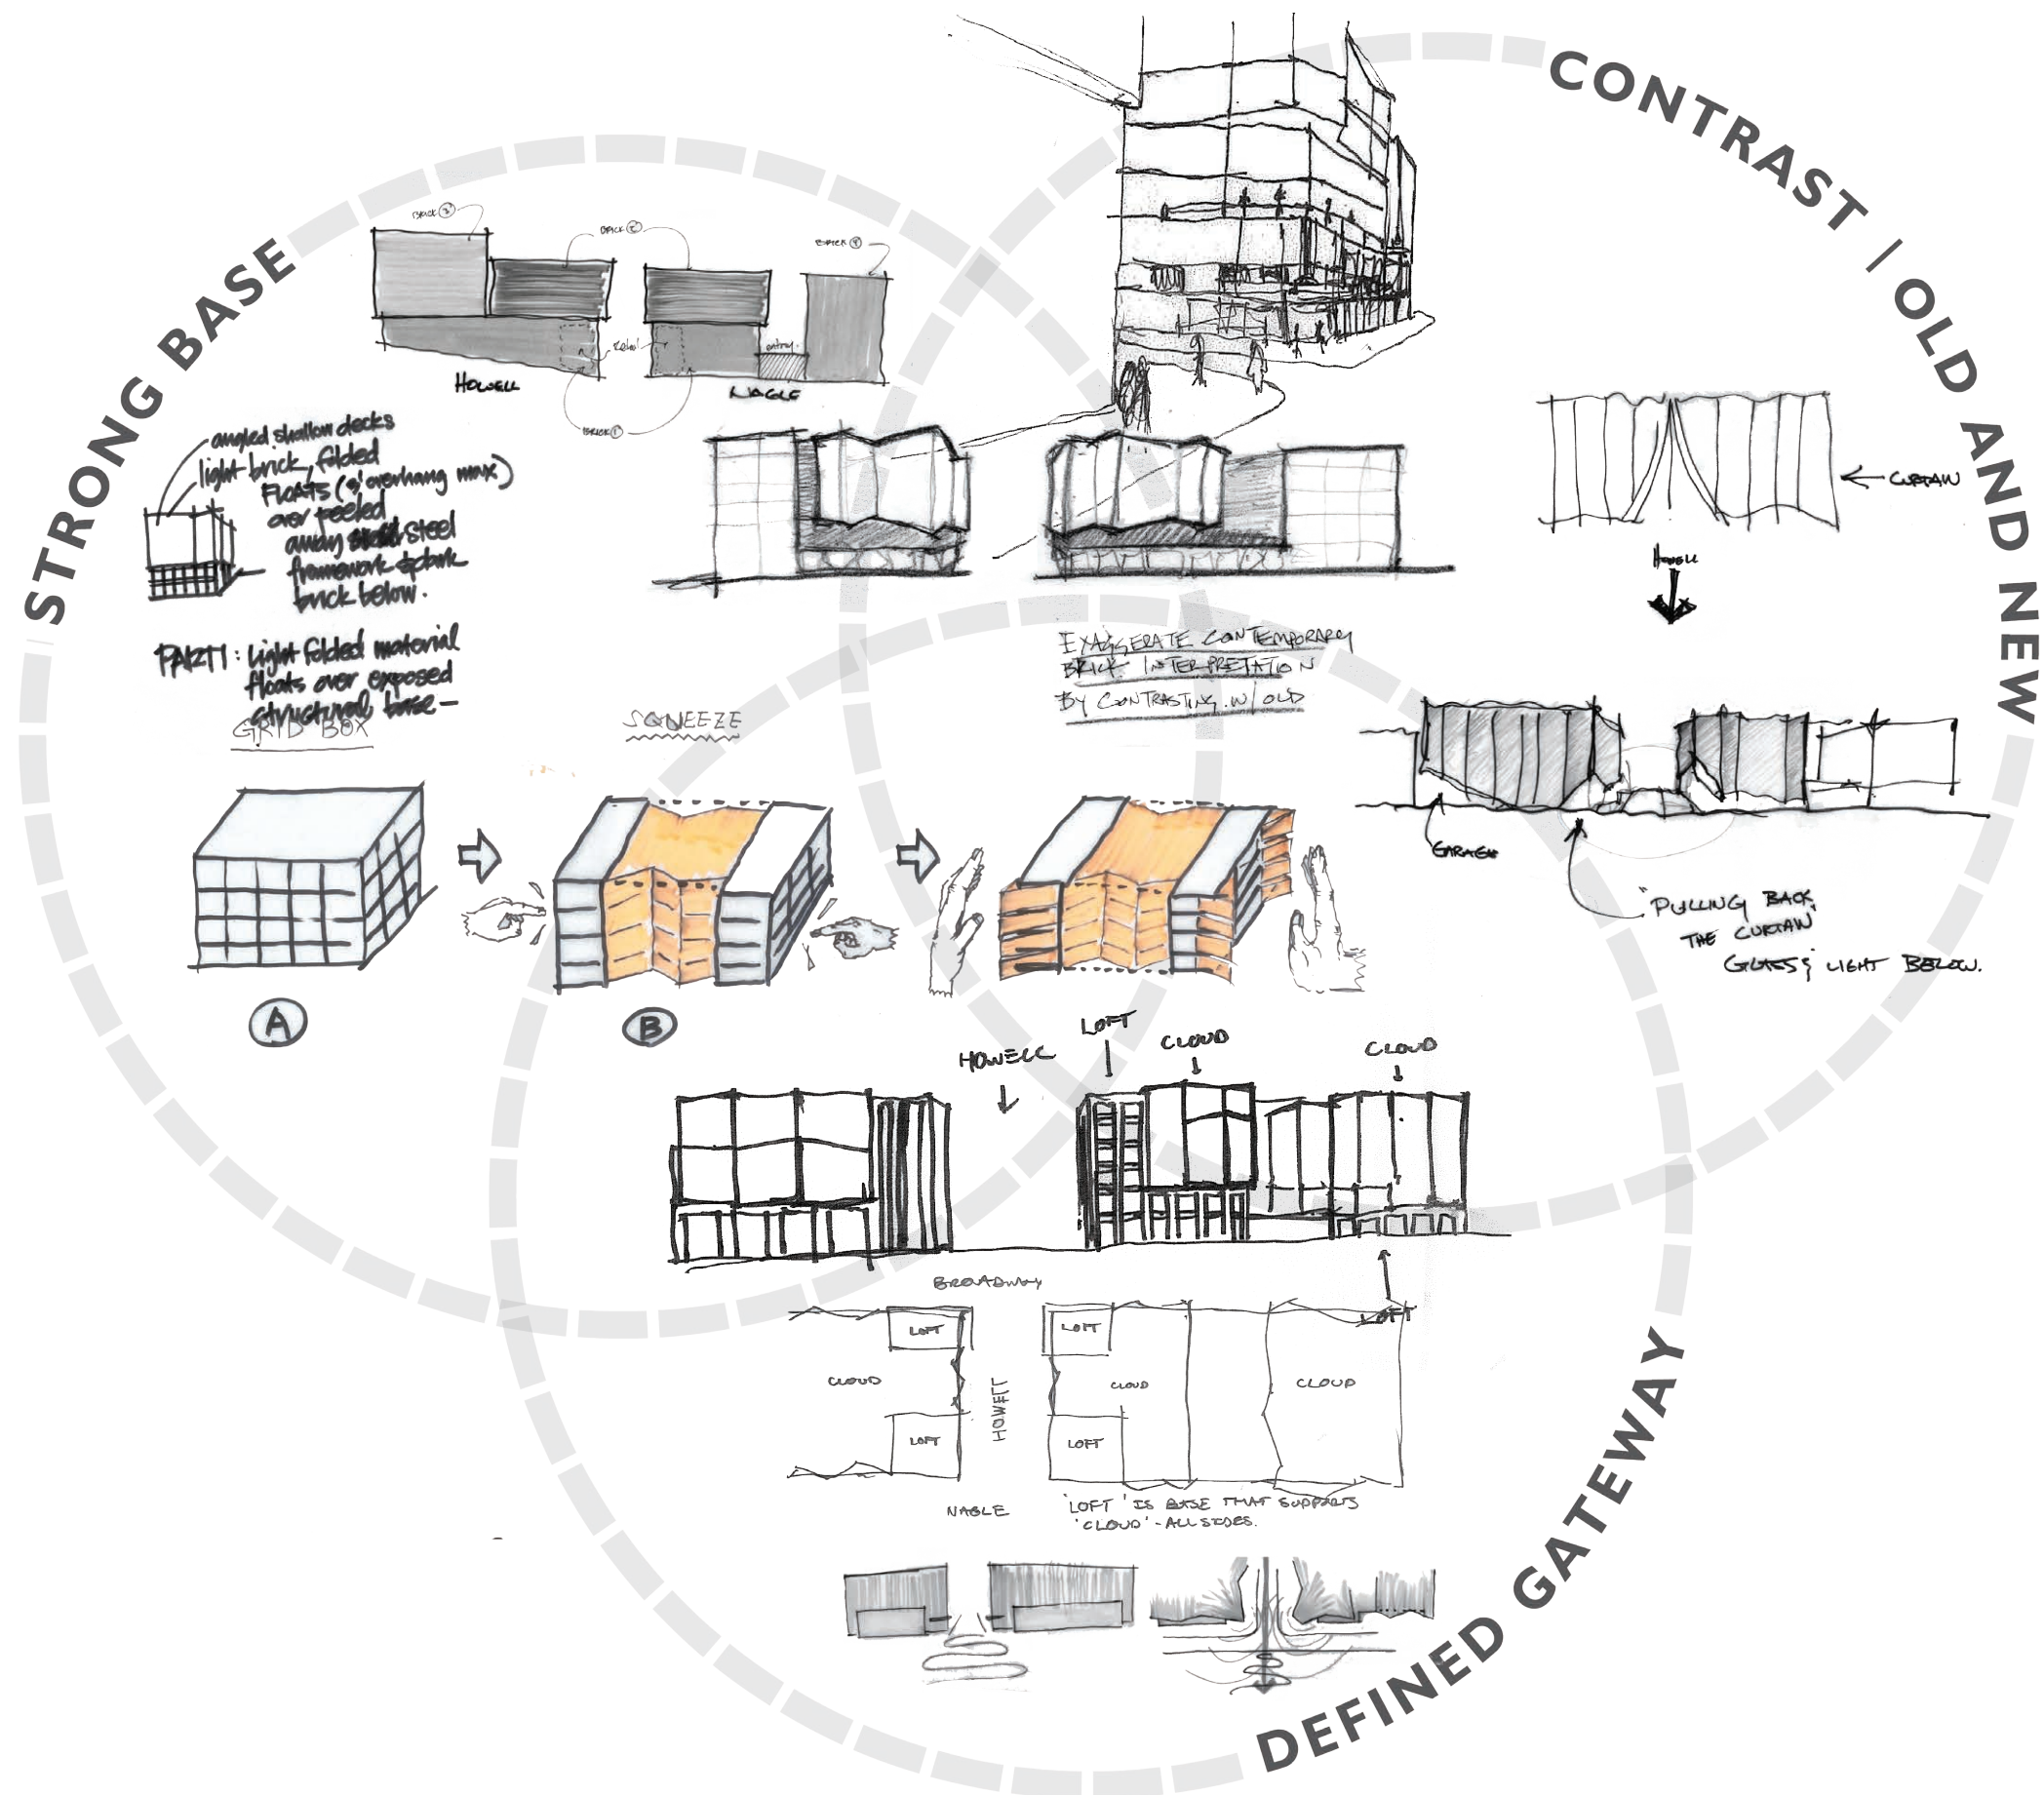 STRONG BASE
CONTRAST | OLD AND NEW
DEFINED GATEWAY
BRICK 3
BRICK 2
BRICK 4
Retail
ENTRY
HOWELL
NAGLE
BRICK 1
angled shallow decks
light brick, folded
FLOATS (3' overhang max)
over peeled
away steel
framework & dark
brick below.
PARTI: Light folded material
floats over exposed
structural base —
GRID BOX
SQUEEZE
EXAGGERATE CONTEMPORARY
BRICK INTERPRETATION
BY CONTRASTING W/ OLD
CURTAIN
HOWELL
GARAGE
"PULLING BACK
THE CURTAIN"
GLASS & LIGHT BELOW.
A
B
HOWELL
LOFT
CLOUD
CLOUD
BROADWAY
LOFT
LOFT
LOFT
CLOUD
HOWELL
CLOUD
CLOUD
LOFT
LOFT
NAGLE
'LOFT' IS BASE THAT SUPPORTS
'CLOUD' - ALL SIDES.